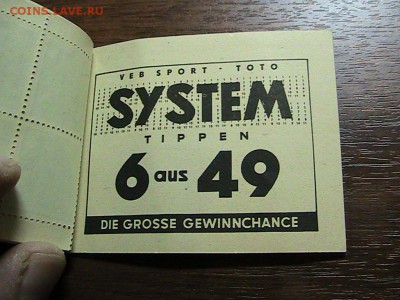 COINS.LAVE.RU
VEB SPORT - TOTO
SYSTEM
TIPPEN
6 aus 49
DIE GROSSE GEWINNCHANCE